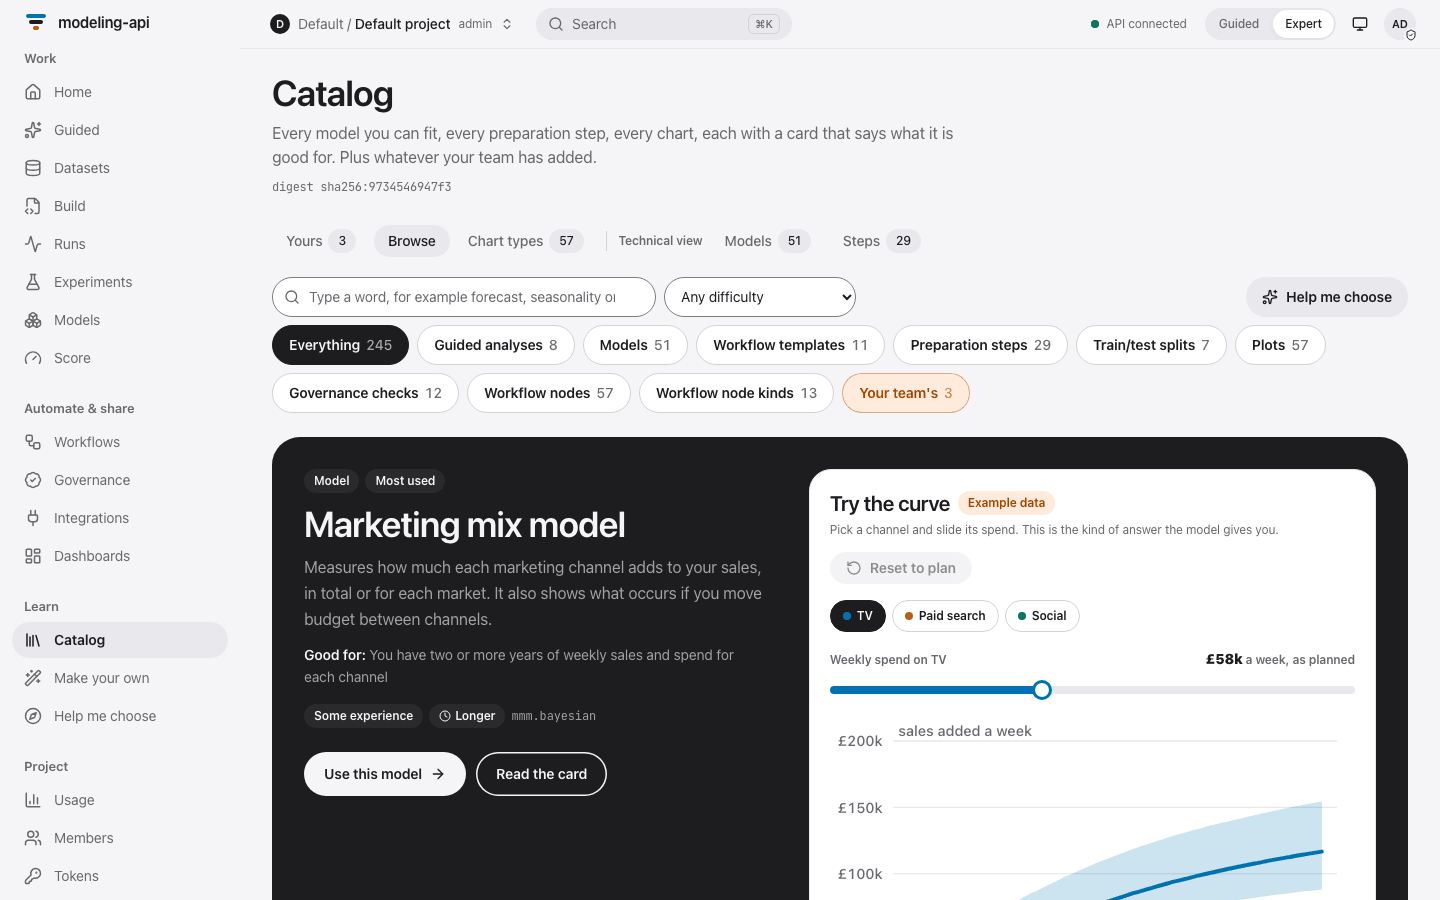 modeling-api
Default / Default project admin
Search ⌘K
API connected
Guided Expert
AD
Work
Home
Guided
Datasets
Build
Runs
Experiments
Models
Score
Automate & share
Workflows
Governance
Integrations
Dashboards
Learn
Catalog
Make your own
Help me choose
Project
Usage
Members
Tokens
D
Catalog
Every model you can fit, every preparation step, every chart, each with a card that says what it is
good for. Plus whatever your team has added.
digest sha256:9734546947f3
Yours 3 Browse Chart types 57 Technical view Models 51 Steps 29
Type a word, for example forecast, seasonality or
Any difficulty
Help me choose
Everything 245 Guided analyses 8 Models 51 Workflow templates 11 Preparation steps 29 Train/test splits 7 Plots 57
Governance checks 12 Workflow nodes 57 Workflow node kinds 13 Your team's 3
Model Most used
Marketing mix model
Measures how much each marketing channel adds to your sales,
in total or for each market. It also shows what occurs if you move
budget between channels.
Good for: You have two or more years of weekly sales and spend for
each channel
Some experience Longer mmm.bayesian
Use this model Read the card
Try the curve Example data
Pick a channel and slide its spend. This is the kind of answer the model gives you.
Reset to plan
TV Paid search Social
Weekly spend on TV £58k a week, as planned
sales added a week
£200k
£150k
£100k